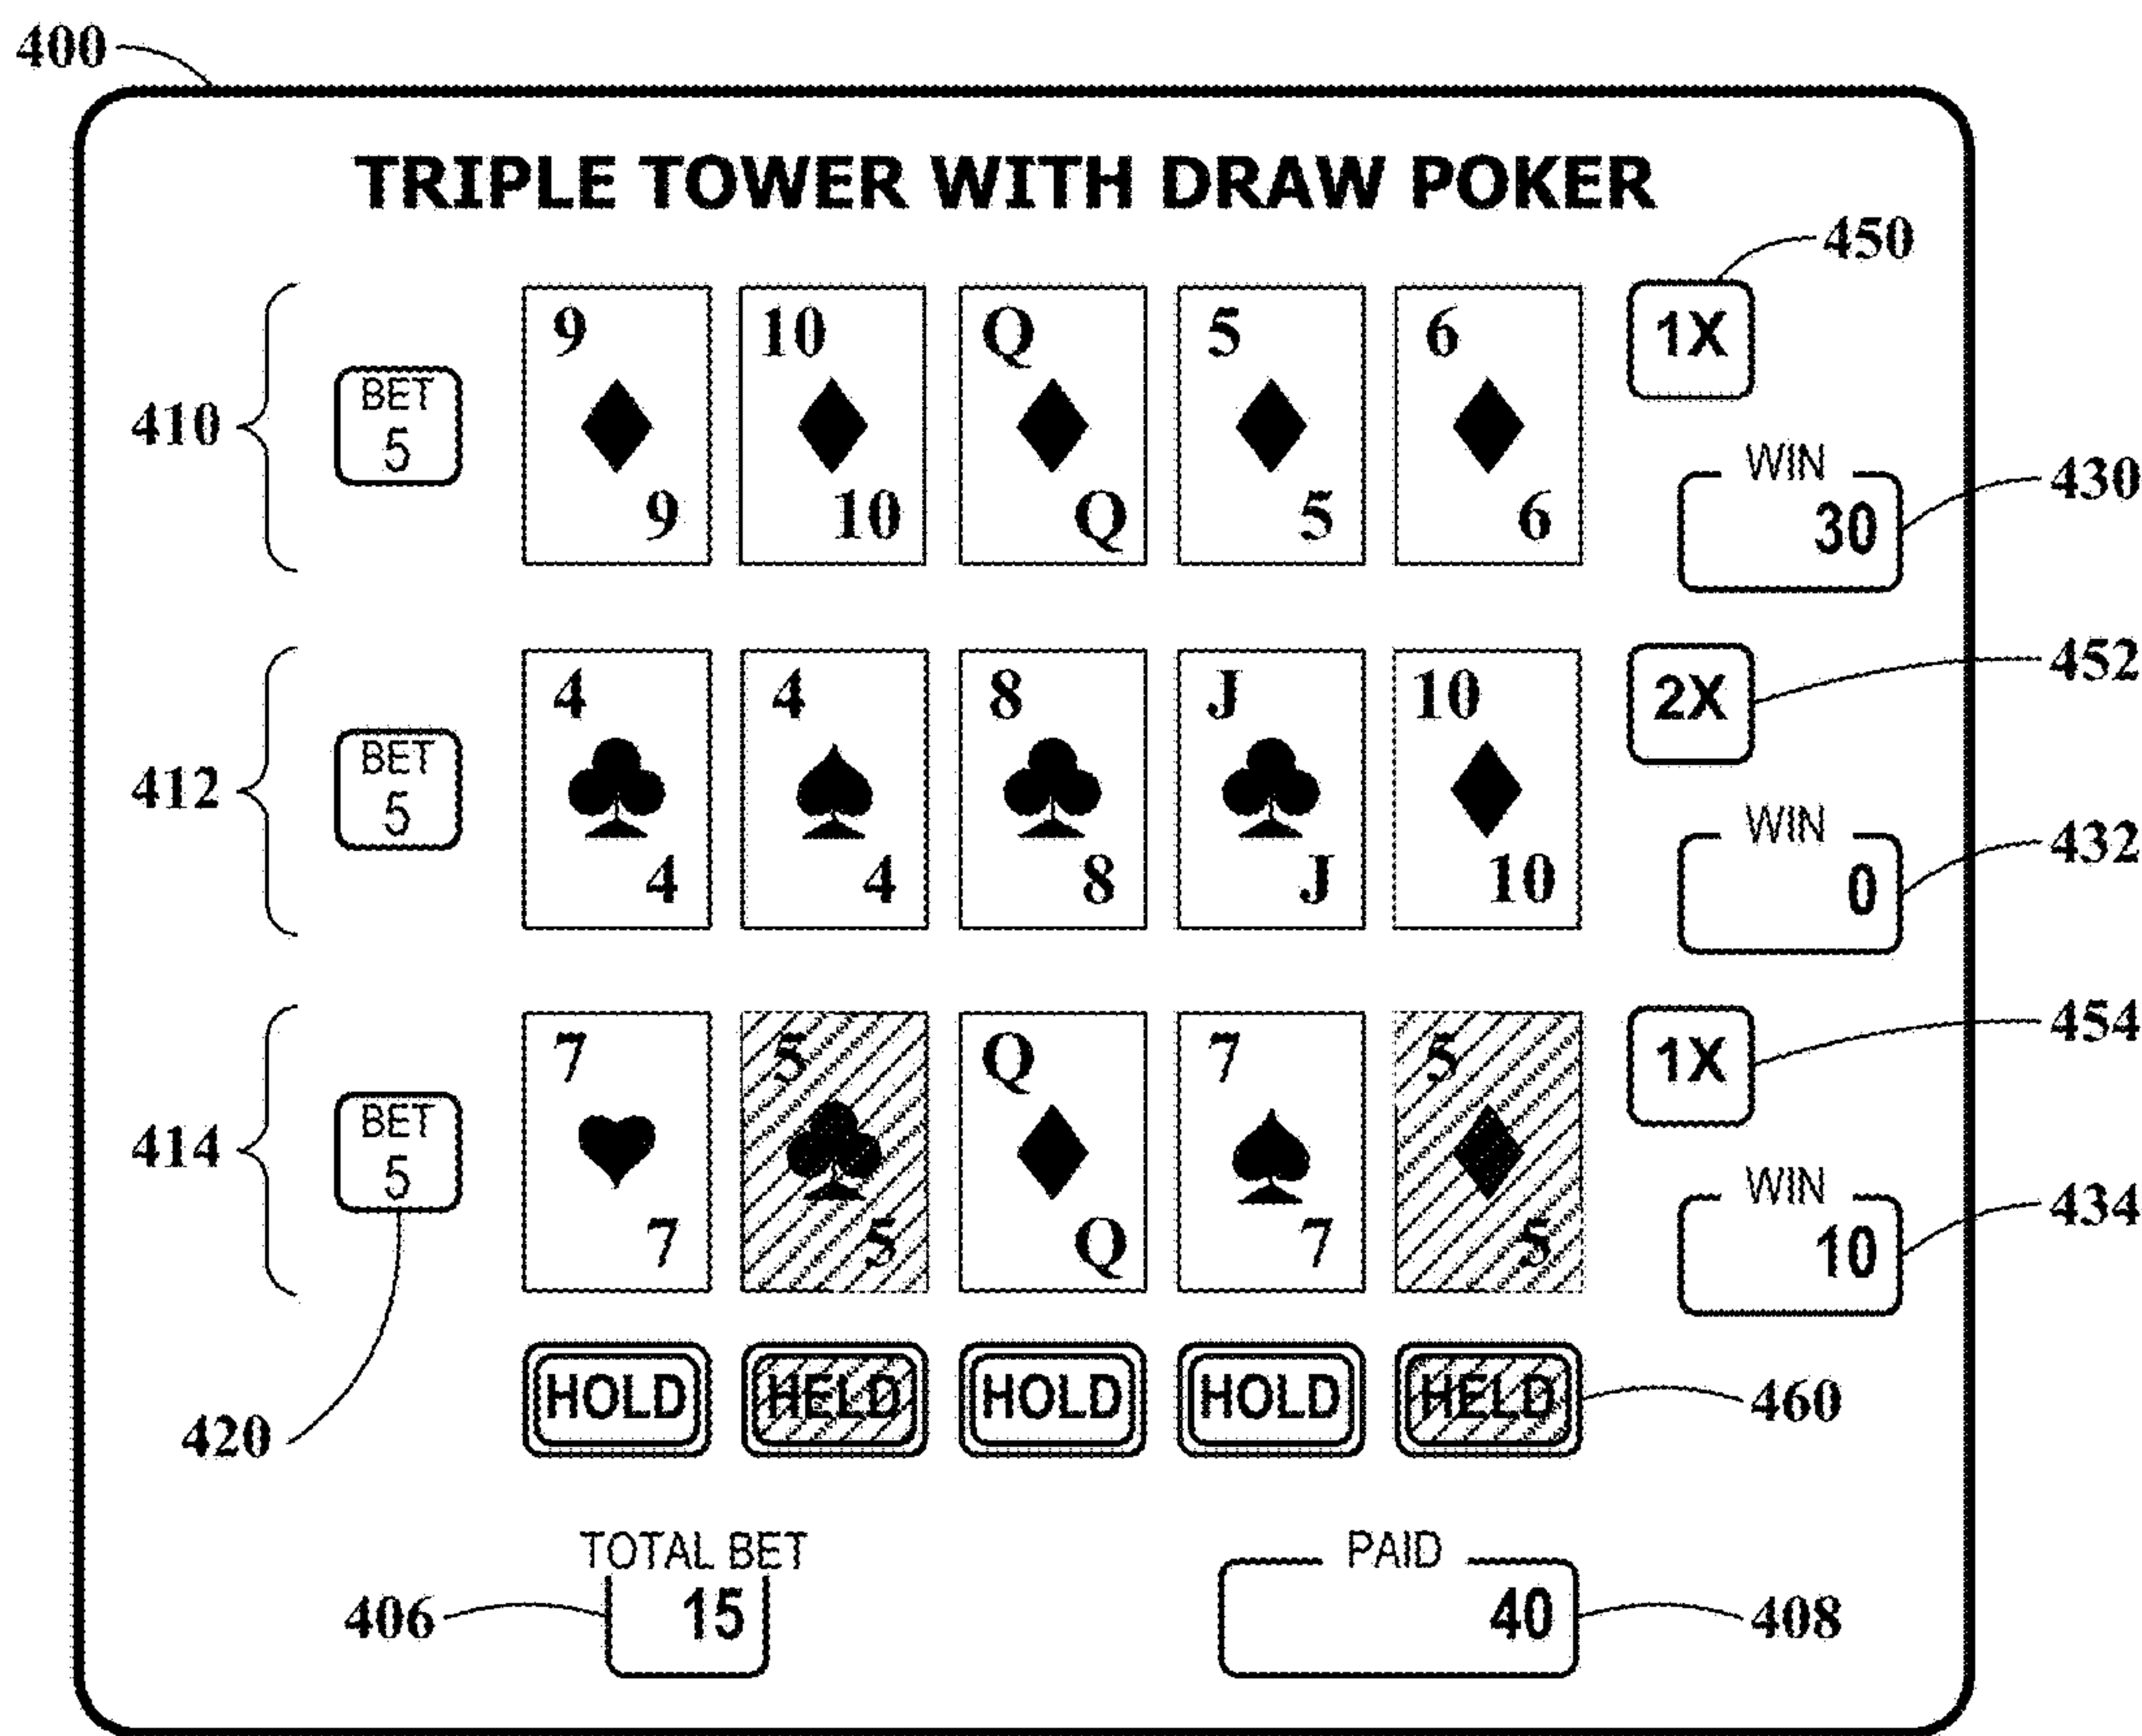 400
TRIPLE TOWER WITH DRAW POKER
450
9 10 Q 5 6 1X
BET
410 5
WIN
430
9 10 Q 5 6 30
452
4 4 8 J 10 2X
BET
412 5
WIN
432
4 4 8 J 10 0
454
7 5 Q 7 5 1X
BET
414 5
WIN
434
7 5 Q 7 5 10
HOLD HELD HOLD HOLD HELD 460
420
TOTAL BET PAID
406 15 40 408